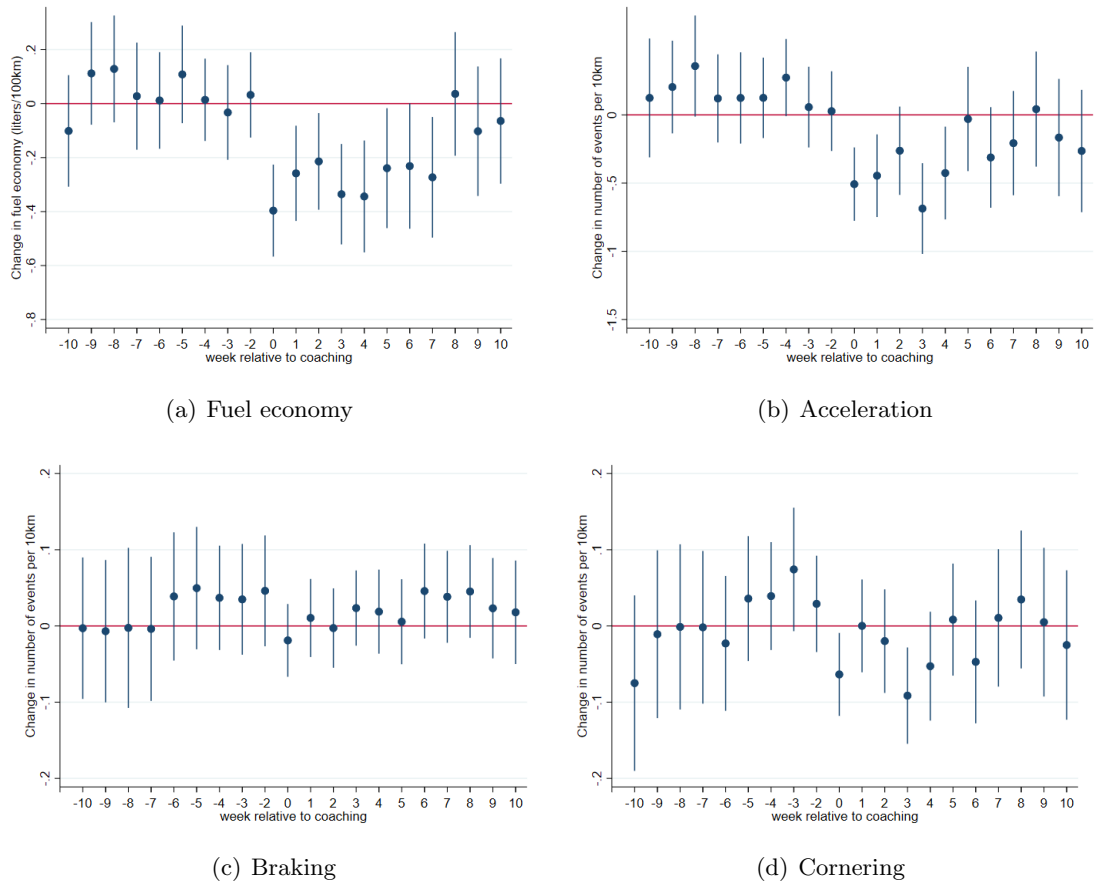 Change in fuel economy (liters/100km)
.2
0
-.2
-.4
-.6
-.8
-10 -9 -8 -7 -6 -5 -4 -3 -2 0 1 2 3 4 5 6 7 8 9 10
week relative to coaching
(a) Fuel economy
Change in number of events per 10km
0
-.5
-1
-1.5
-10 -9 -8 -7 -6 -5 -4 -3 -2 0 1 2 3 4 5 6 7 8 9 10
week relative to coaching
(b) Acceleration
Change in number of events per 10km
.2
.1
0
-.1
-.2
-10 -9 -8 -7 -6 -5 -4 -3 -2 0 1 2 3 4 5 6 7 8 9 10
week relative to coaching
(c) Braking
Change in number of events per 10km
.2
.1
0
-.1
-.2
-10 -9 -8 -7 -6 -5 -4 -3 -2 0 1 2 3 4 5 6 7 8 9 10
week relative to coaching
(d) Cornering